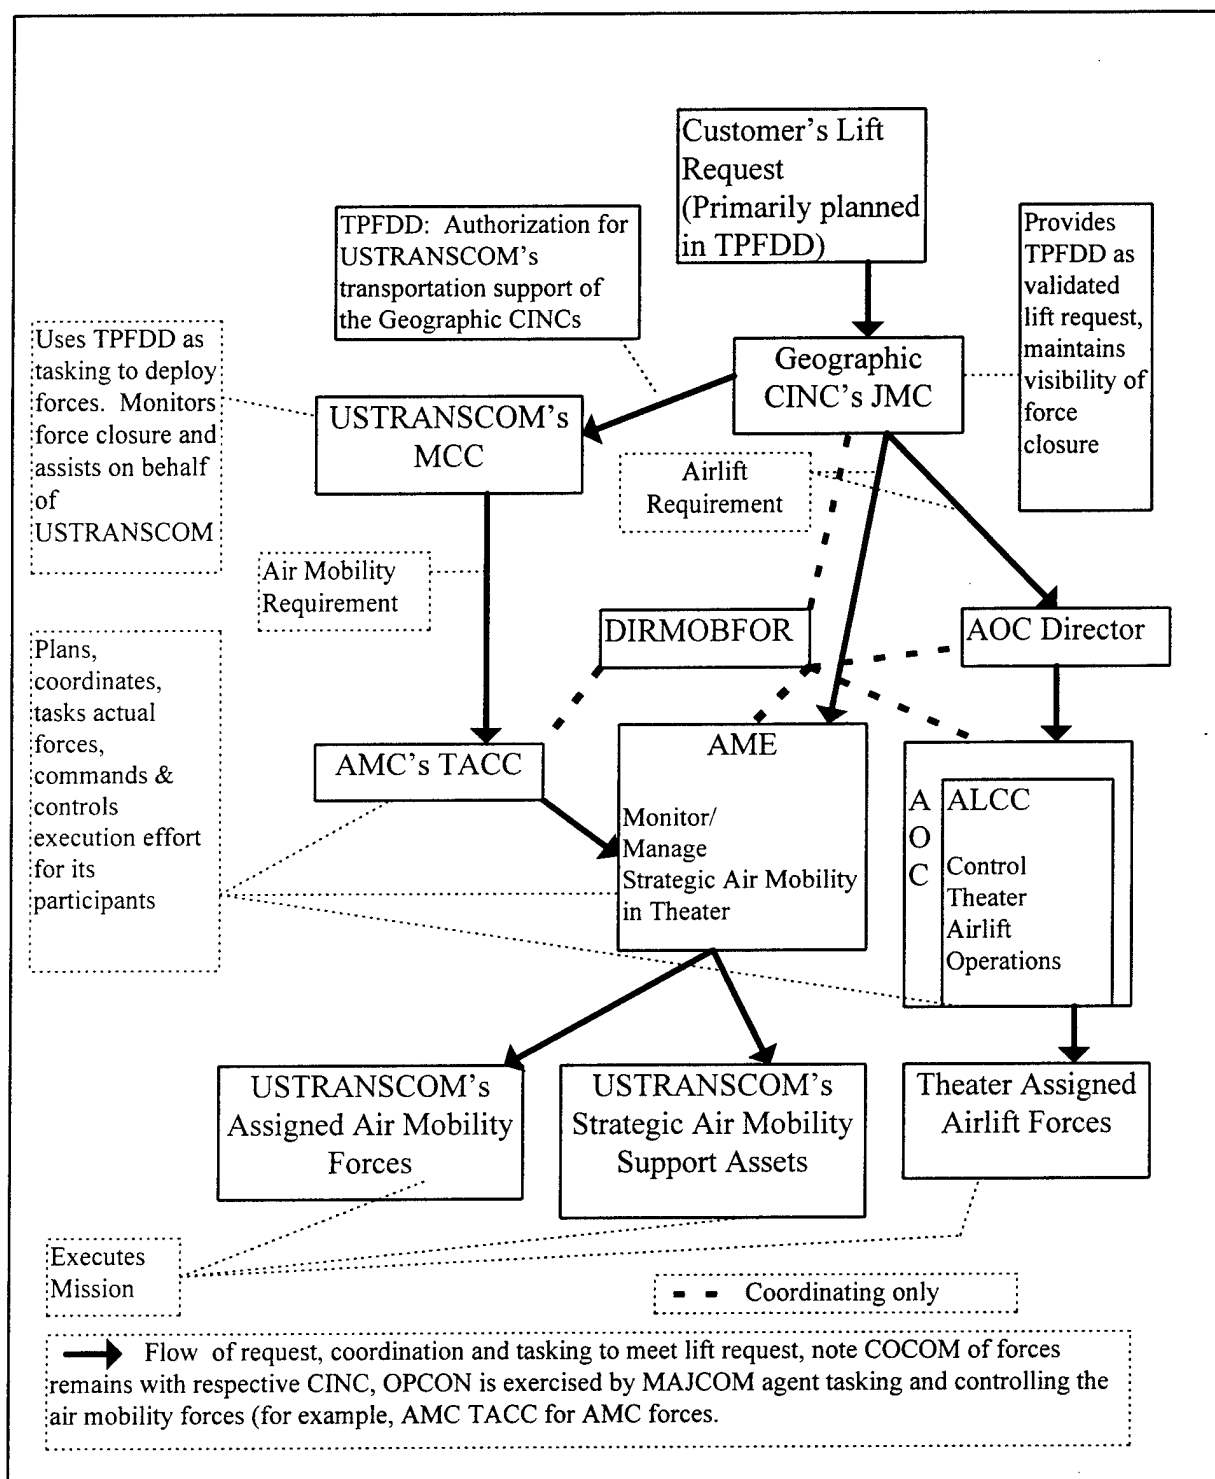 Customer's Lift
Request
(Primarily planned
in TPFDD)
TPFDD: Authorization for
USTRANSCOM's
transportation support of
the Geographic CINCs
Provides
TPFDD as
validated
lift request,
maintains
visibility of
force
closure
Uses TPFDD as
tasking to deploy
forces. Monitors
force closure and
assists on behalf
of
USTRANSCOM
Geographic
CINC's JMC
USTRANSCOM's
MCC
Airlift
Requirement
Air Mobility
Requirement
DIRMOBFOR
AOC Director
Plans,
coordinates,
tasks actual
forces,
commands &
controls
execution effort
for its
participants
AMC's TACC
AME
Monitor/
Manage
Strategic Air Mobility
in Theater
A
O
C
ALCC
Control
Theater
Airlift
Operations
USTRANSCOM's
Assigned Air Mobility
Forces
USTRANSCOM's
Strategic Air Mobility
Support Assets
Theater Assigned
Airlift Forces
Executes
Mission
Coordinating only
Flow of request, coordination and tasking to meet lift request, note COCOM of forces
remains with respective CINC, OPCON is exercised by MAJCOM agent tasking and controlling the
air mobility forces (for example, AMC TACC for AMC forces.